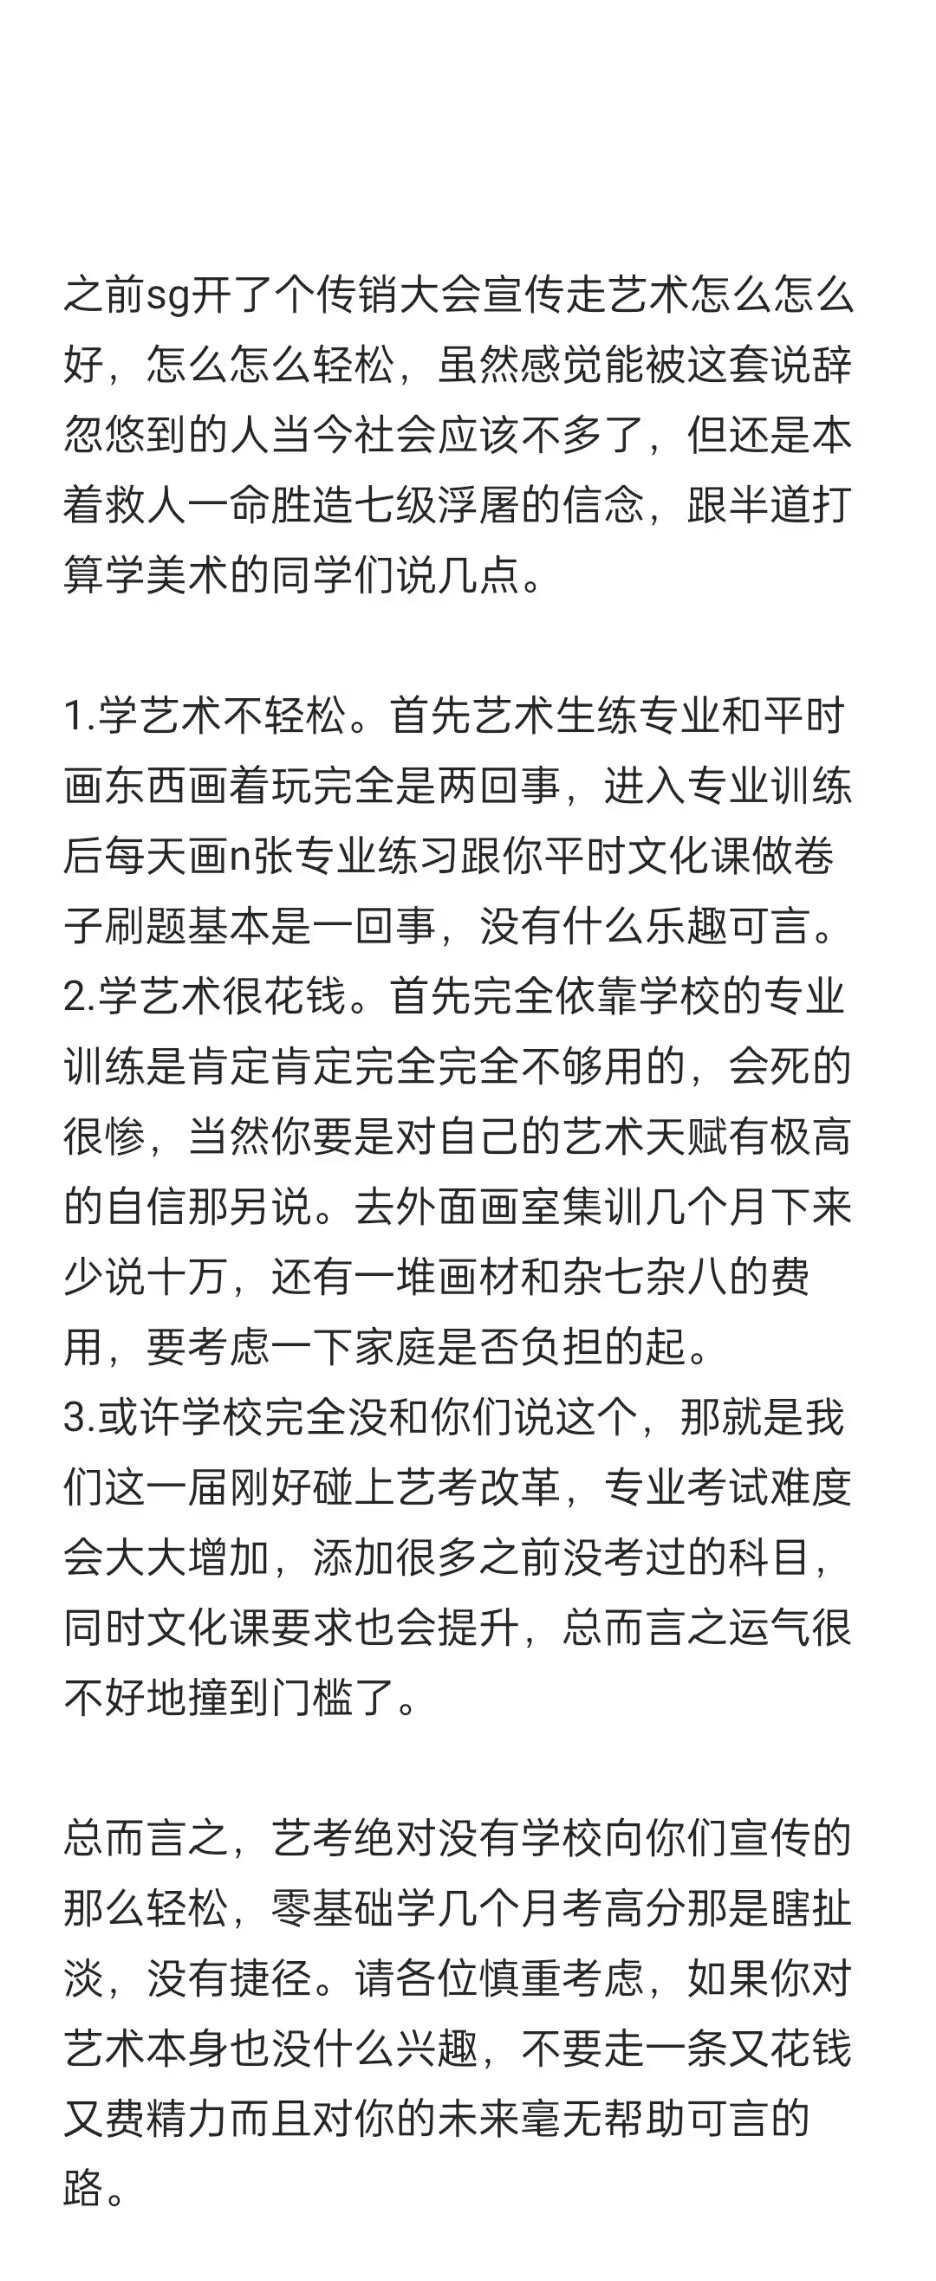 之前sg开了个传销大会宣传走艺术怎么怎么
好，怎么怎么轻松，虽然感觉能被这套说辞
忽悠到的人当今社会应该不多了，但还是本
着救人一命胜造七级浮屠的信念，跟半道打
算学美术的同学们说几点。
1.学艺术不轻松。首先艺术生练专业和平时
画东西画着玩完全是两回事，进入专业训练
后每天画n张专业练习跟你平时文化课做卷
子刷题基本是一回事，没有什么乐趣可言。
2.学艺术很花钱。首先完全依靠学校的专业
训练是肯定肯定完全完全不够用的，会死的
很惨，当然你要是对自己的艺术天赋有极高
的自信那另说。去外面画室集训几个月下来
少说十万，还有一堆画材和杂七杂八的费
用，要考虑一下家庭是否负担的起。
3.或许学校完全没和你们说这个，那就是我
们这一届刚好碰上艺考改革，专业考试难度
会大大增加，添加很多之前没考过的科目，
同时文化课要求也会提升，总而言之运气很
不好地撞到门槛了。
总而言之，艺考绝对没有学校向你们宣传的
那么轻松，零基础学几个月考高分那是瞎扯
淡，没有捷径。请各位慎重考虑，如果你对
艺术本身也没什么兴趣，不要走一条又花钱
又费精力而且对你的未来毫无帮助可言的
路。